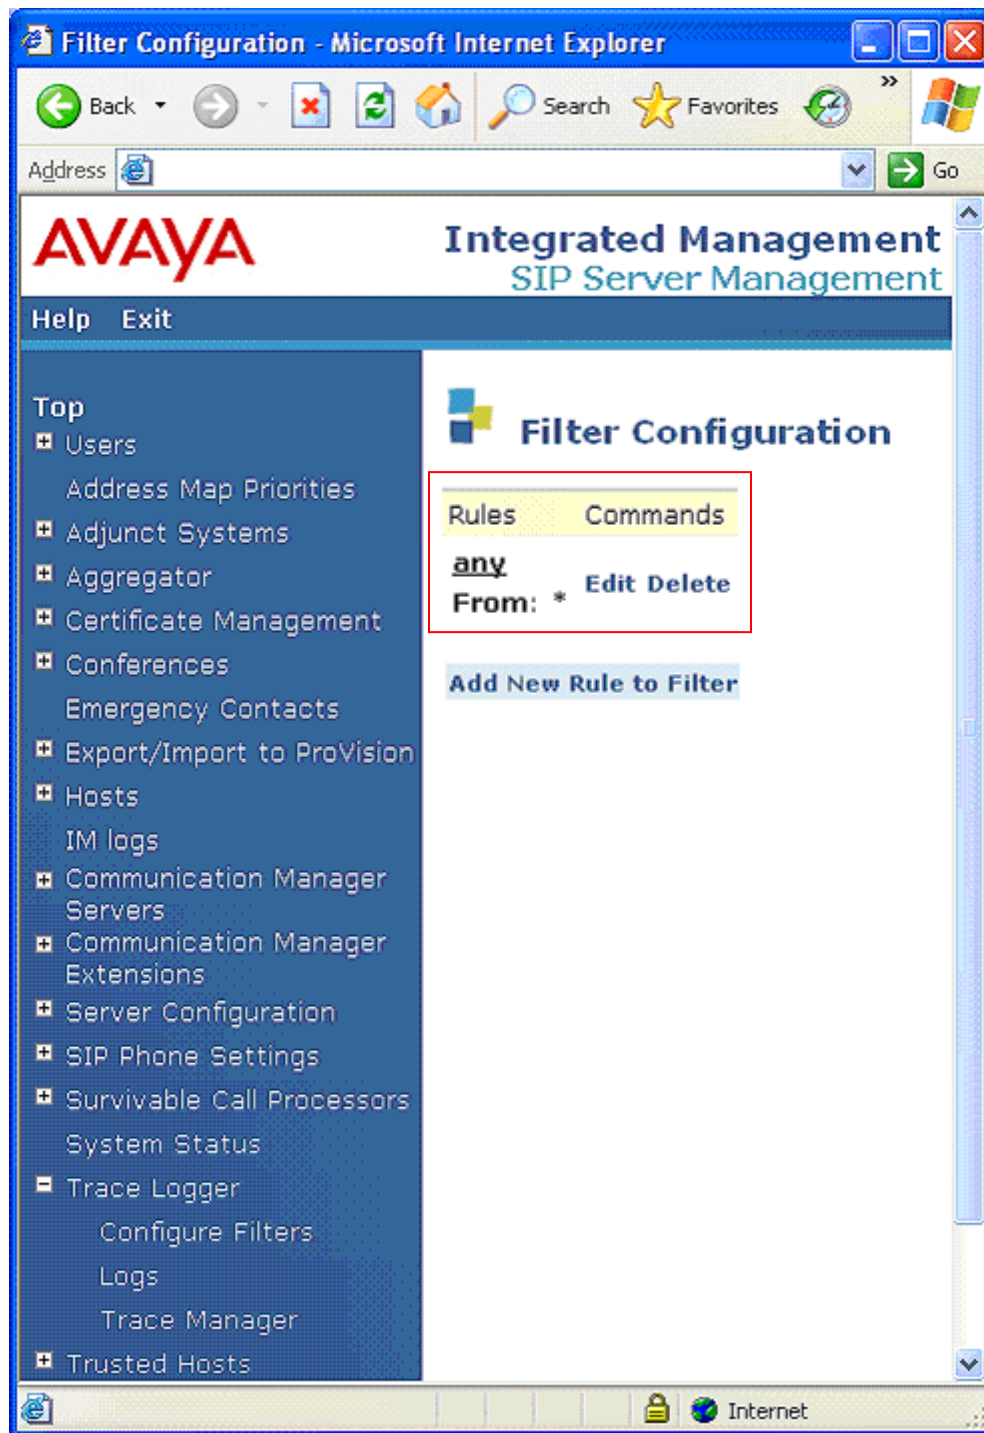 Filter Configuration - Microsoft Internet Explorer
Back Search Favorites »
Address Go
AVAYA
Integrated Management
SIP Server Management
Help Exit
Top
Users
Address Map Priorities
Adjunct Systems
Aggregator
Certificate Management
Conferences
Emergency Contacts
Export/Import to ProVision
Hosts
IM logs
Communication Manager
Servers
Communication Manager
Extensions
Server Configuration
SIP Phone Settings
Survivable Call Processors
System Status
Trace Logger
Configure Filters
Logs
Trace Manager
Trusted Hosts
Filter Configuration
Rules Commands
any
From: * Edit Delete
Add New Rule to Filter
Internet